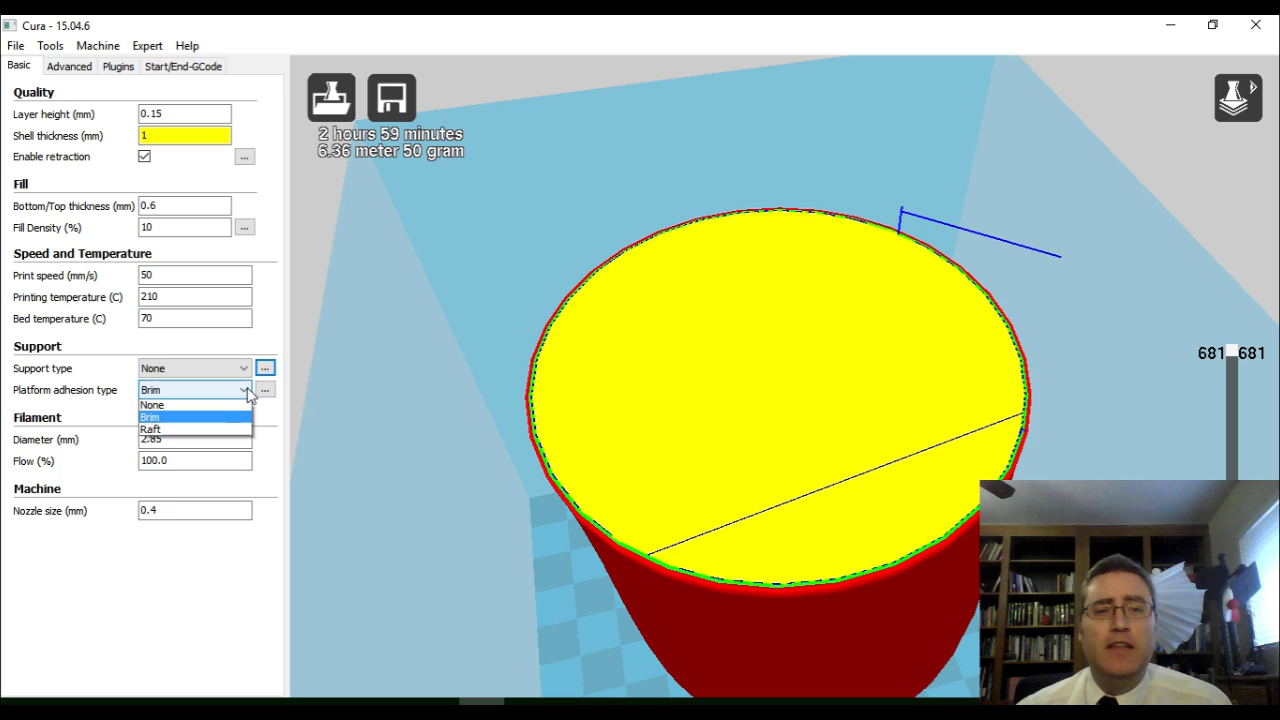 Cura - 15.04.6
File Tools Machine Expert Help
Basic Advanced Plugins Start/End-GCode
Quality
Layer height (mm) 0.15
Shell thickness (mm) 1
Enable retraction ...
Fill
Bottom/Top thickness (mm) 0.6
Fill Density (%) 10 ...
Speed and Temperature
Print speed (mm/s) 50
Printing temperature (C) 210
Bed temperature (C) 70
Support
Support type None ...
Platform adhesion type Brim ...
None
Brim
Raft
Filament
Diameter (mm) 2.85
Flow (%) 100.0
Machine
Nozzle size (mm) 0.4
2 hours 59 minutes
6.36 meter 50 gram
681 681